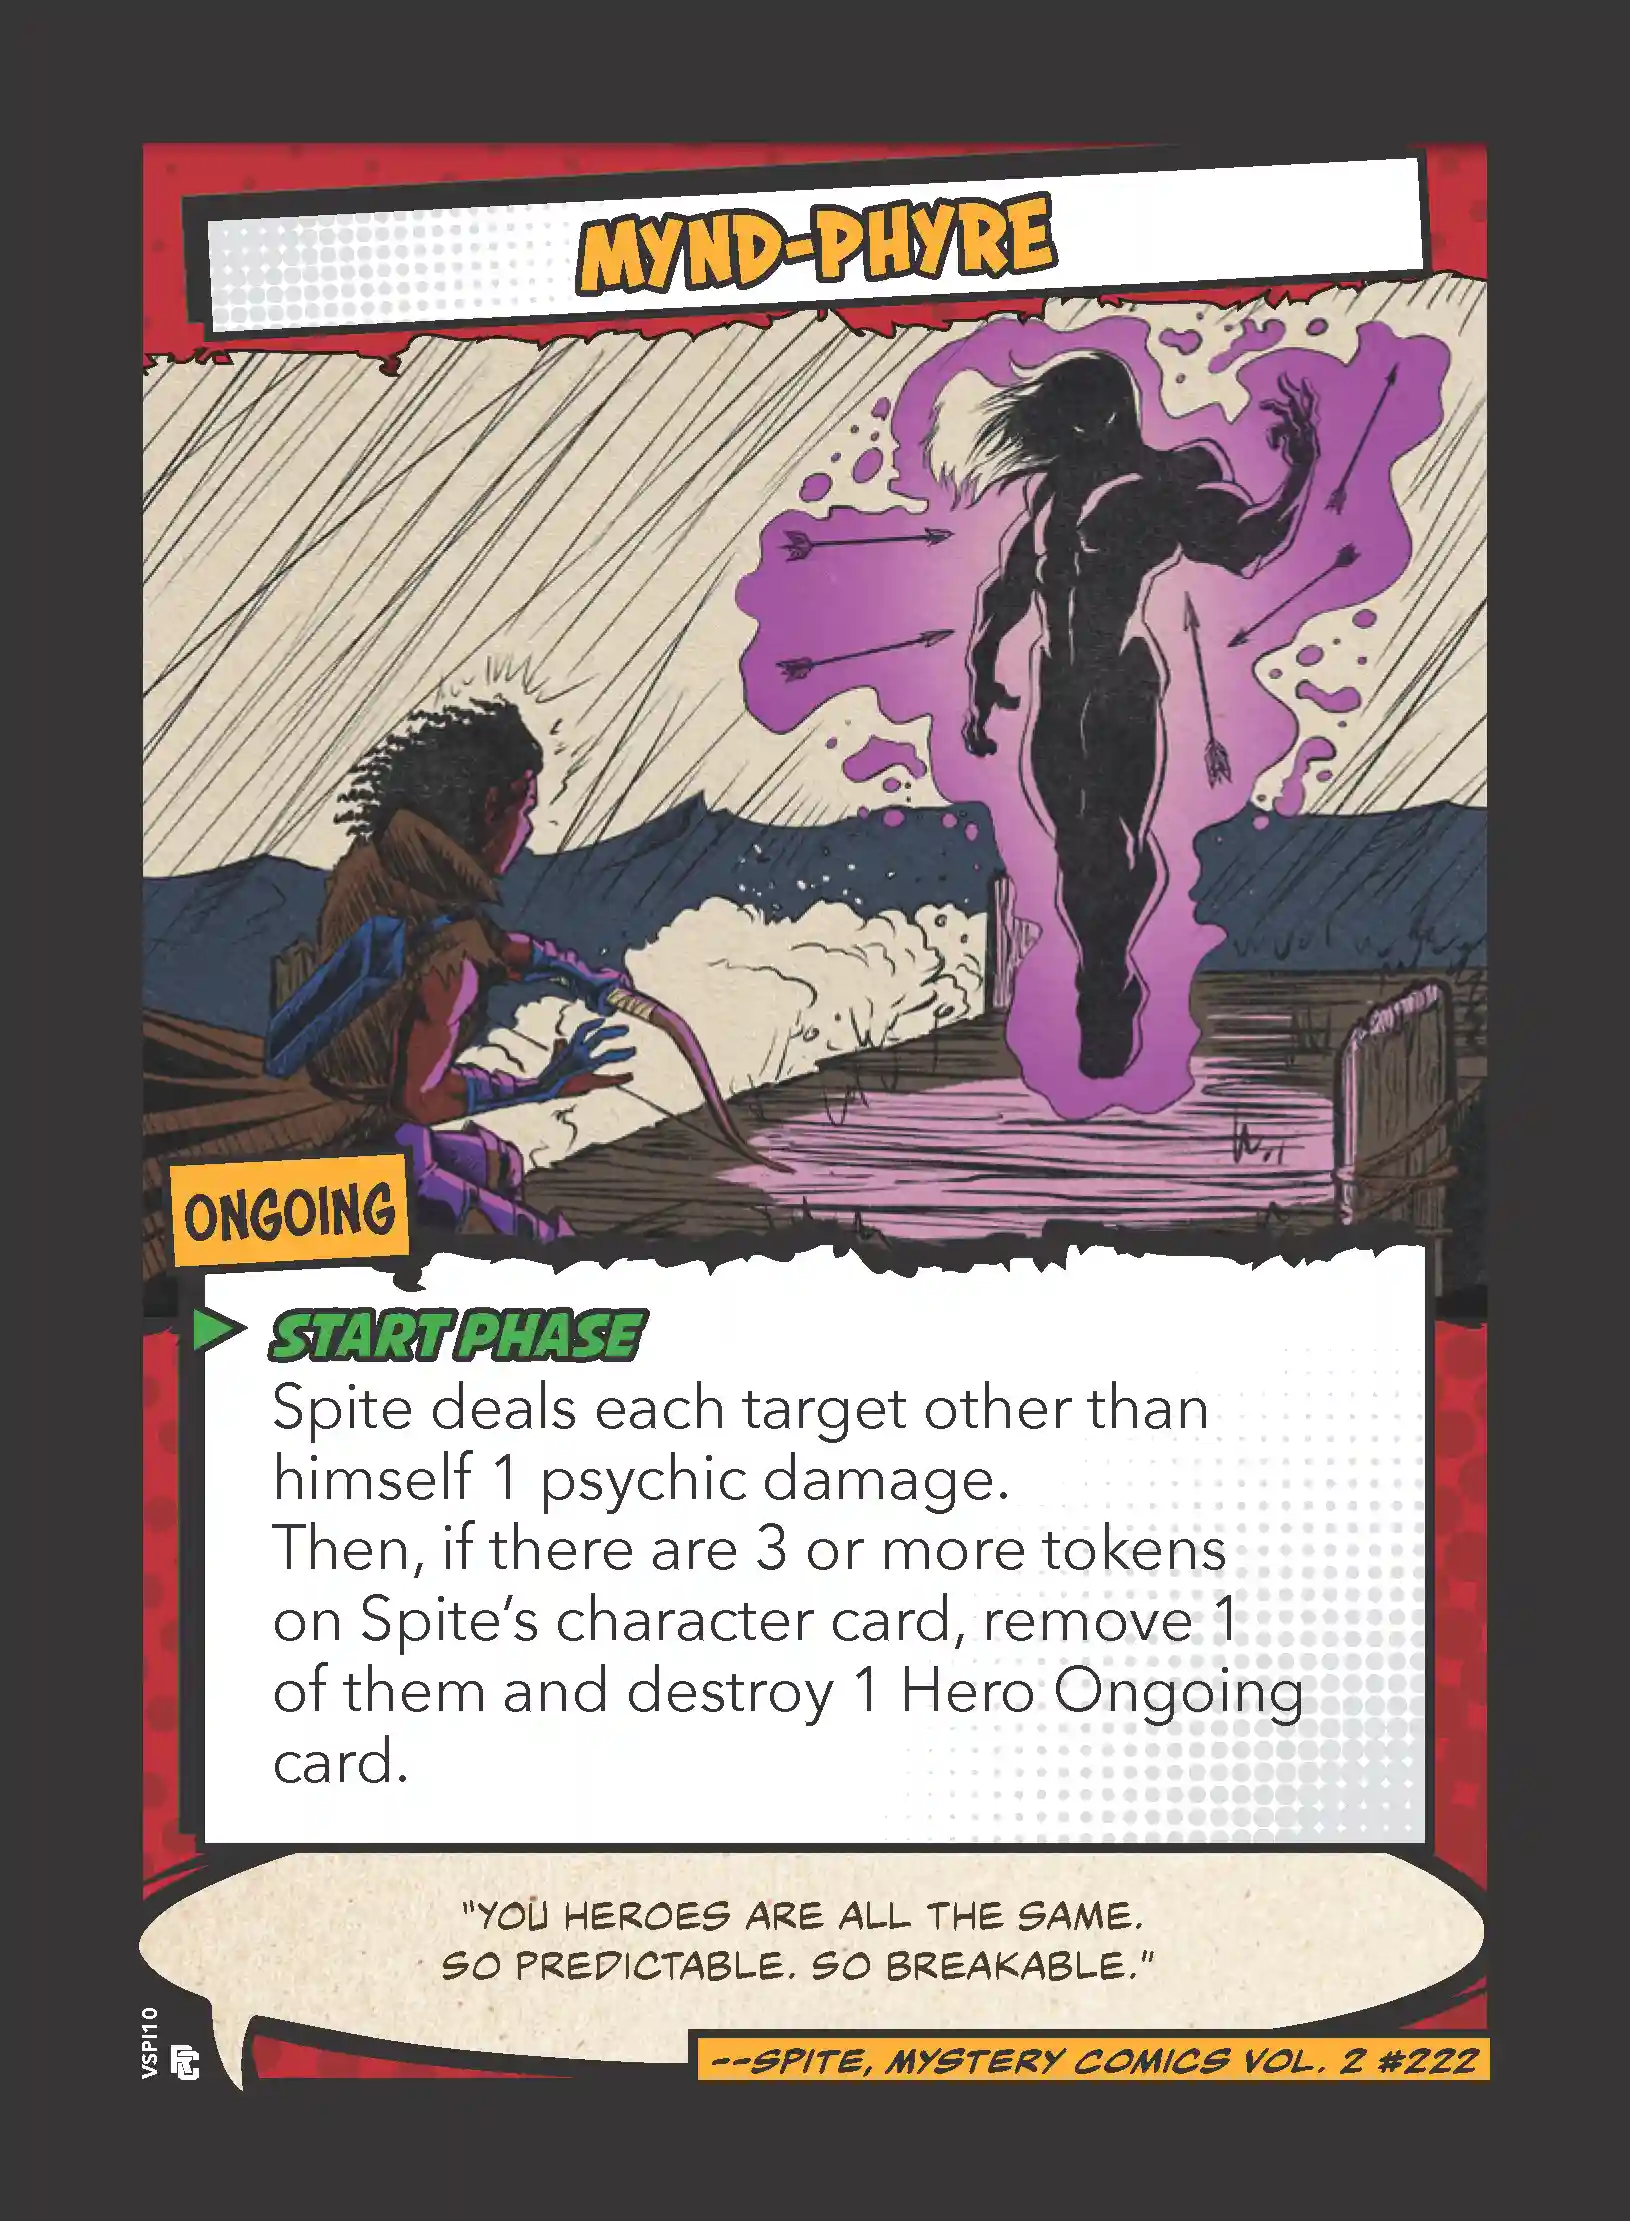 MYND-PHYRE
ONGOING
START PHASE
Spite deals each target other than
himself 1 psychic damage.
Then, if there are 3 or more tokens
on Spite's character card, remove 1
of them and destroy 1 Hero Ongoing
card.
"YOU HEROES ARE ALL THE SAME.
SO PREDICTABLE. SO BREAKABLE."
--SPITE, MYSTERY COMICS VOL. 2 #222
VSPI10